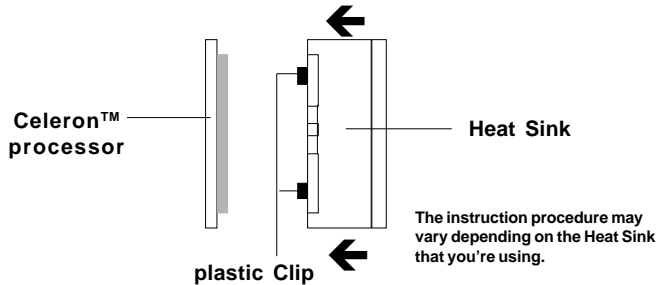 Celeron™
processor
Heat Sink
The instruction procedure may
vary depending on the Heat Sink
that you're using.
plastic Clip